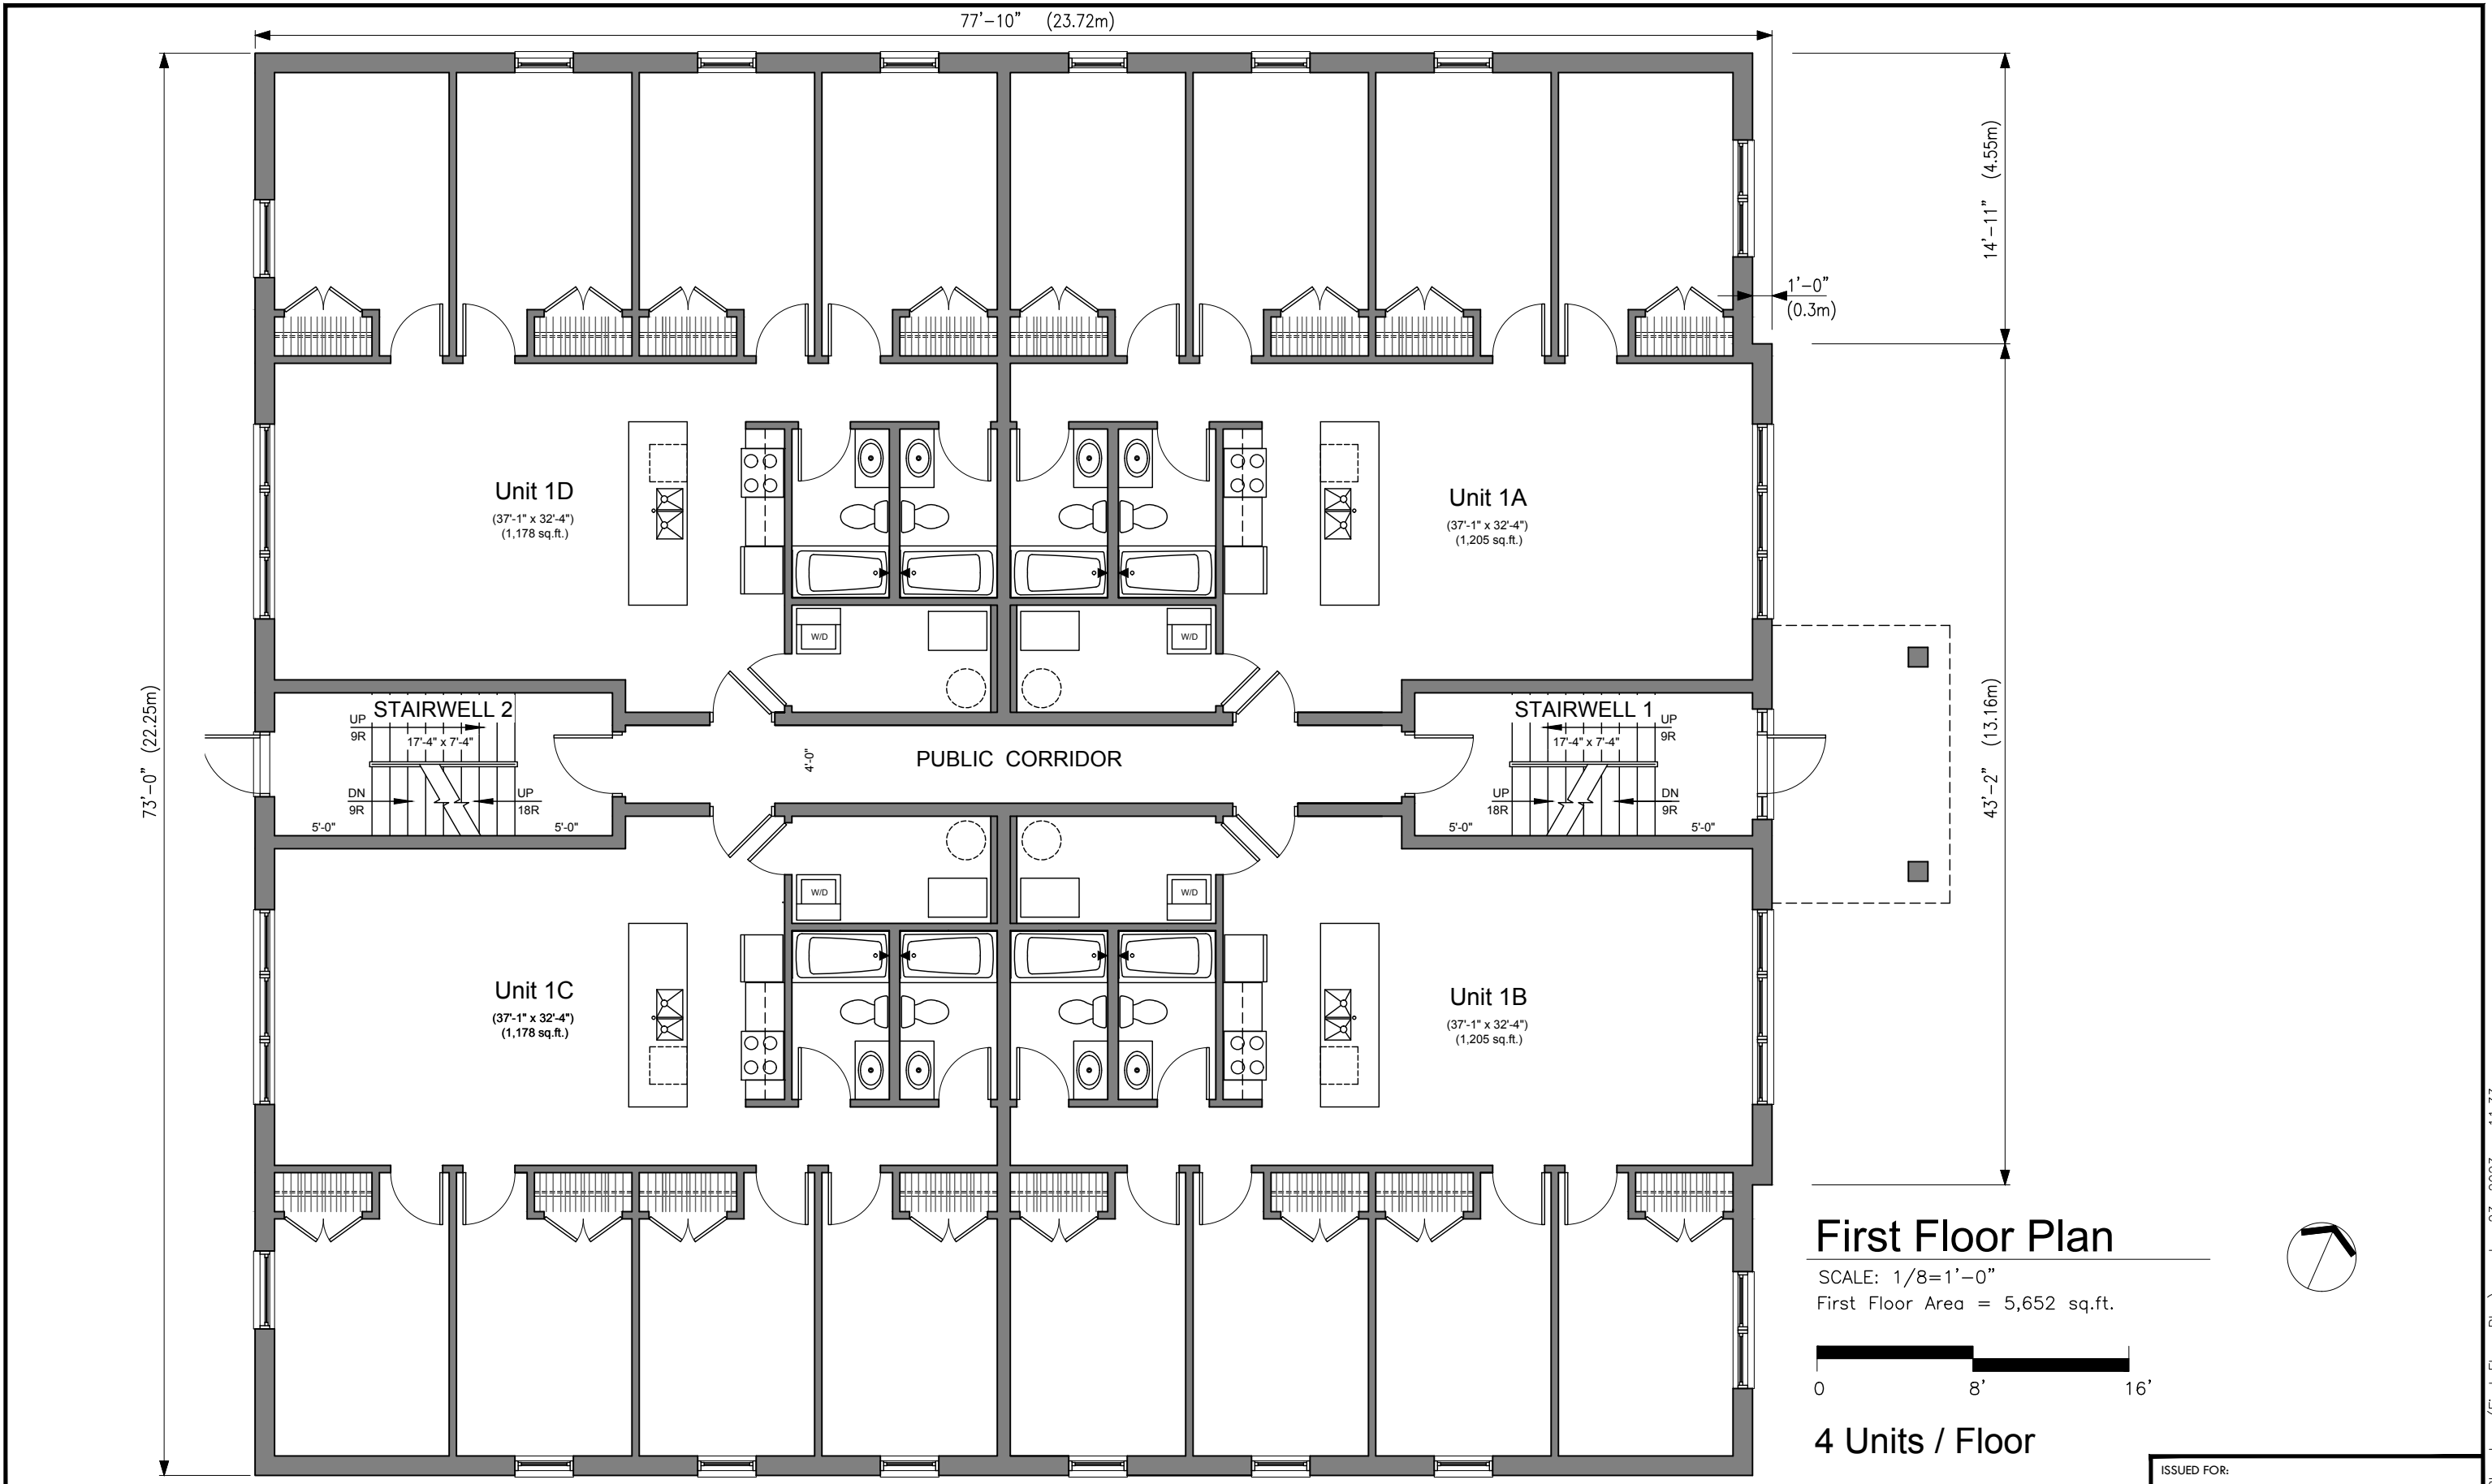 77'-10" (23.72m)
14'-11" (4.55m)
1'-0"
(0.3m)
Unit 1D
(37'-1" x 32'-4")
(1,178 sq.ft.)
Unit 1A
(37'-1" x 32'-4")
(1,205 sq.ft.)
W/D
W/D
73'-0" (22.25m)
STAIRWELL 2
UP
9R
17'-4" x 7'-4"
DN
9R
UP
18R
5'-0"
5'-0"
4'-0"
PUBLIC CORRIDOR
STAIRWELL 1
UP
9R
17'-4" x 7'-4"
UP
18R
DN
9R
5'-0"
5'-0"
43'-2" (13.16m)
W/D
W/D
Unit 1C
(37'-1" x 32'-4")
(1,178 sq.ft.)
Unit 1B
(37'-1" x 32'-4")
(1,205 sq.ft.)
First Floor Plan
SCALE: 1/8=1'-0"
First Floor Area = 5,652 sq.ft.
0 8' 16'
4 Units / Floor
ISSUED FOR: